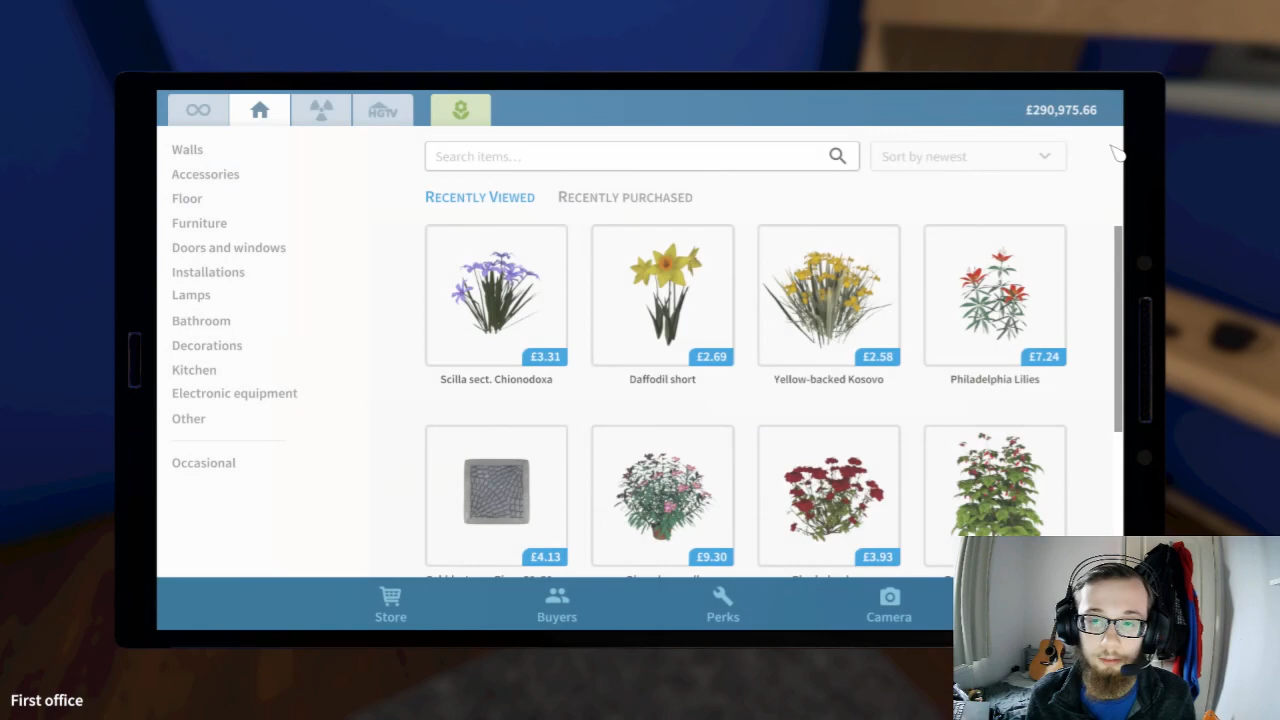 HGTV
£290,975.66
Search items...
Sort by newest
RECENTLY VIEWED
RECENTLY PURCHASED
Walls
Accessories
Floor
Furniture
Doors and windows
Installations
Lamps
Bathroom
Decorations
Kitchen
Electronic equipment
Other
Occasional
£3.31
£2.69
£2.58
£7.24
Scilla sect. Chionodoxa
Daffodil short
Yellow-backed Kosovo
Philadelphia Lilies
£4.13
£9.30
£3.93
Store
Buyers
Perks
Camera
First office